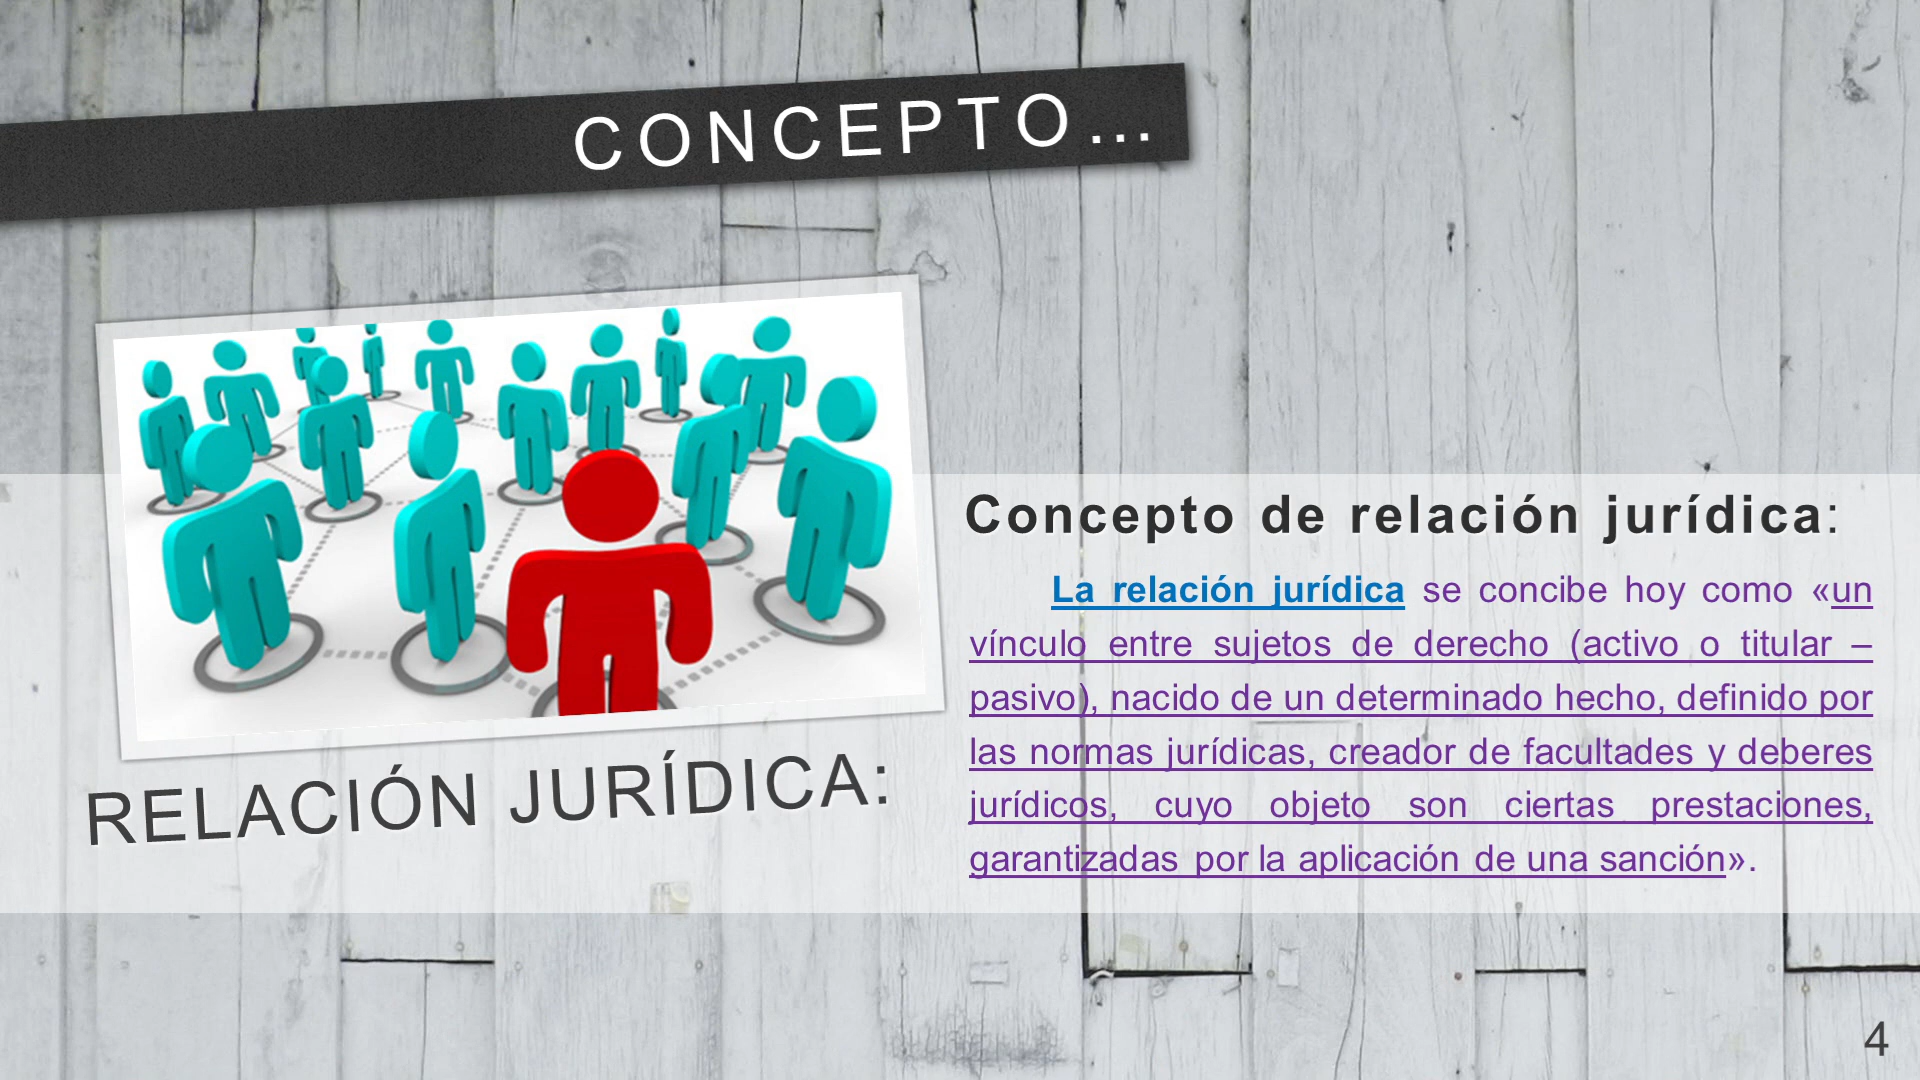 CONCEPTO...
RELACIÓN JURÍDICA:
Concepto de relación jurídica:
La relación jurídica se concibe hoy como «un
vínculo entre sujetos de derecho (activo o titular –
pasivo), nacido de un determinado hecho, definido por
las normas jurídicas, creador de facultades y deberes
jurídicos, cuyo objeto son ciertas prestaciones,
garantizadas por la aplicación de una sanción».
4